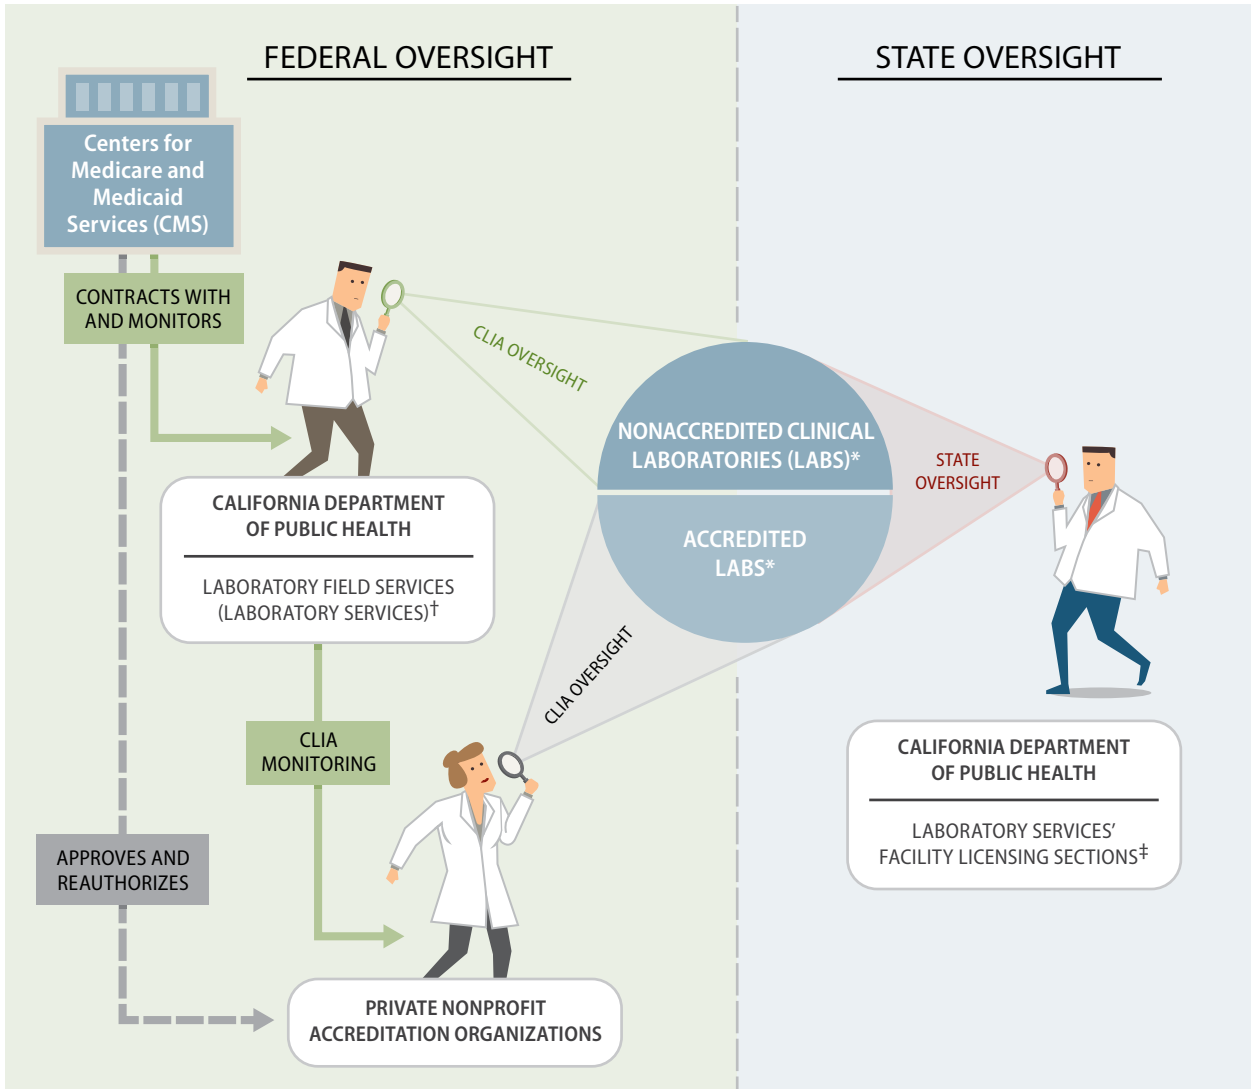 FEDERAL OVERSIGHT
STATE OVERSIGHT
Centers for
Medicare and
Medicaid
Services (CMS)
CONTRACTS WITH
AND MONITORS
CLIA OVERSIGHT
NONACCREDITED CLINICAL
LABORATORIES (LABS)*
STATE
OVERSIGHT
ACCREDITED
LABS*
CALIFORNIA DEPARTMENT
OF PUBLIC HEALTH
LABORATORY FIELD SERVICES
(LABORATORY SERVICES)†
CLIA OVERSIGHT
CLIA
MONITORING
CALIFORNIA DEPARTMENT
OF PUBLIC HEALTH
LABORATORY SERVICES’
FACILITY LICENSING SECTIONS‡
APPROVES AND
REAUTHORIZES
PRIVATE NONPROFIT
ACCREDITATION ORGANIZATIONS